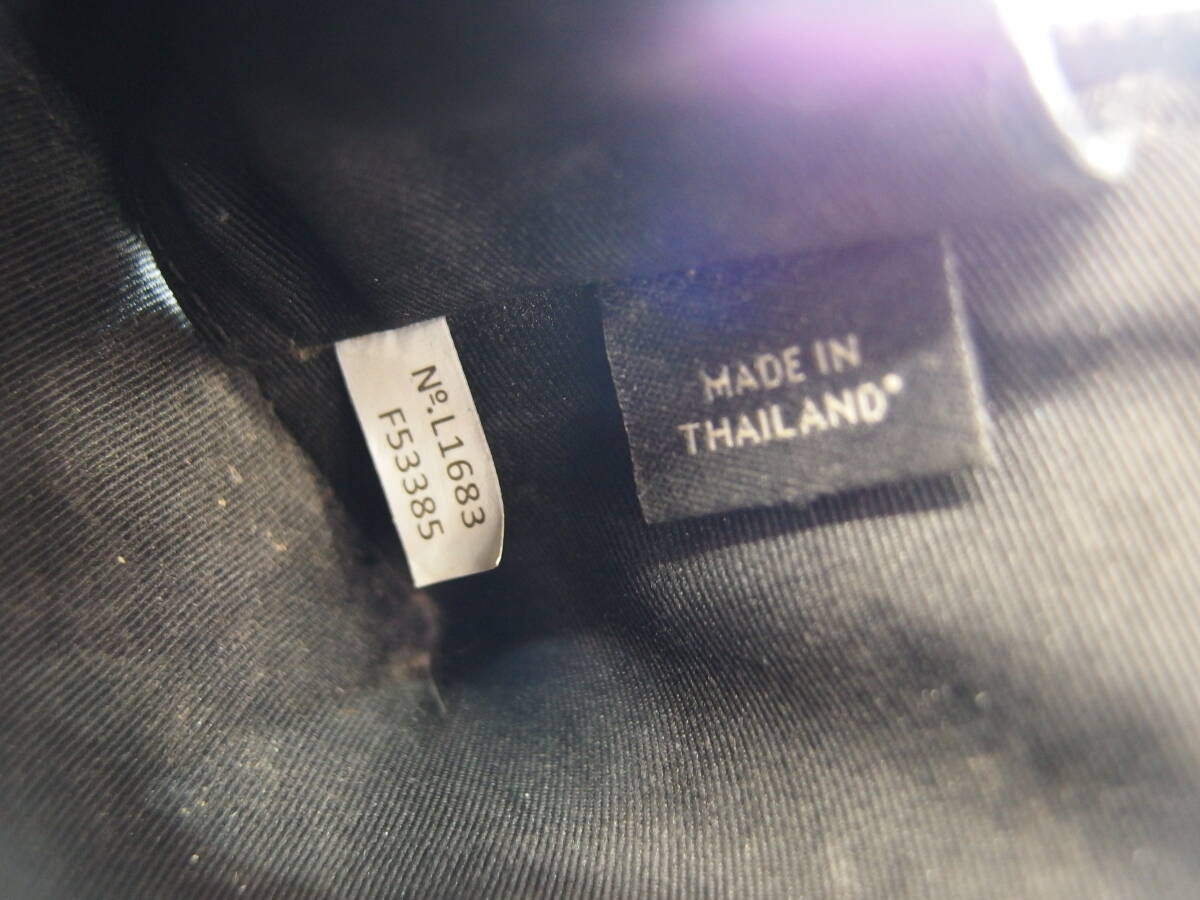 Nº.L1683
F53385
MADE IN
THAILAND